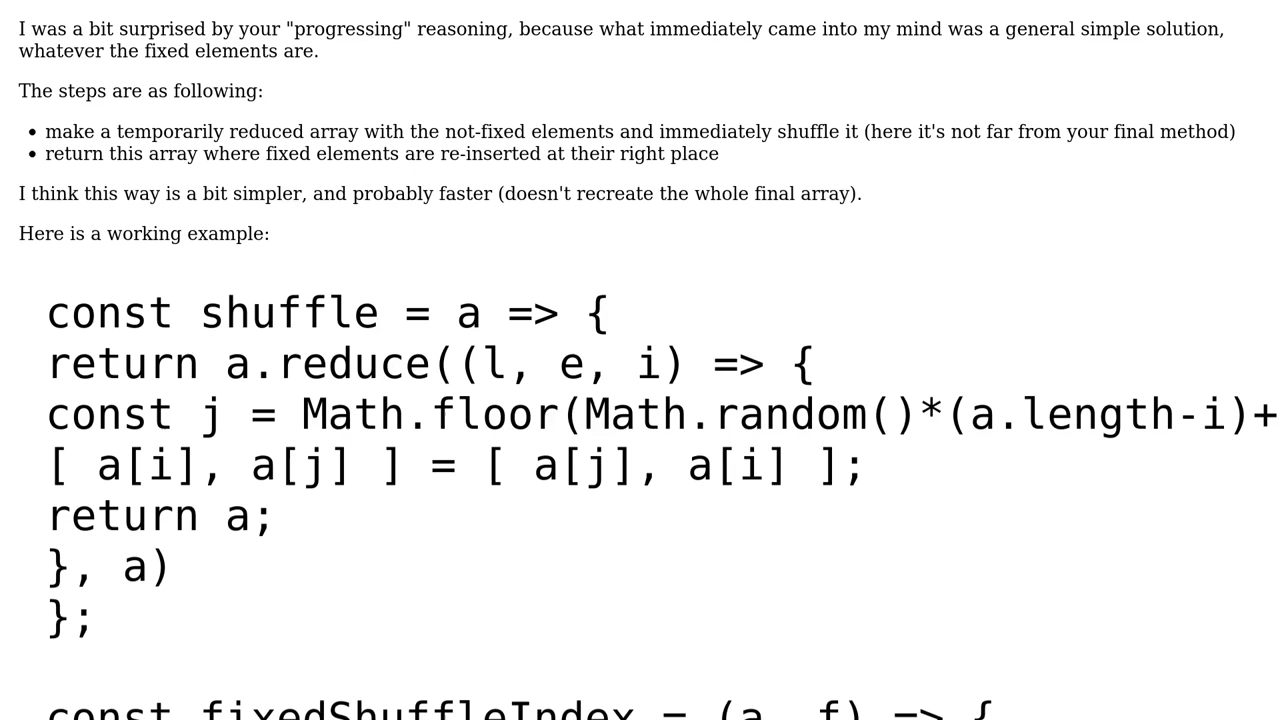 I was a bit surprised by your "progressing" reasoning, because what immediately came into my mind was a general simple solution,
whatever the fixed elements are.
The steps are as following:
• make a temporarily reduced array with the not-fixed elements and immediately shuffle it (here it's not far from your final method)
• return this array where fixed elements are re-inserted at their right place
I think this way is a bit simpler, and probably faster (doesn't recreate the whole final array).
Here is a working example:
const shuffle = a => {
return a.reduce((l, e, i) => {
const j = Math.floor(Math.random()*(a.length-i)+
[ a[i], a[j] ] = [ a[j], a[i] ];
return a;
}, a)
};
const fixedShuffleIndex = (a, f) => {